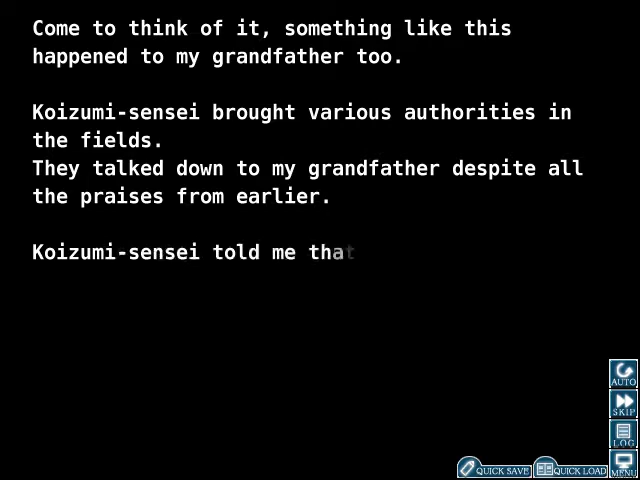 Come to think of it, something like this
happened to my grandfather too.
Koizumi-sensei brought various authorities in
the fields.
They talked down to my grandfather despite all
the praises from earlier.
Koizumi-sensei told me that
AUTO
SKIP
LOG
QUICK SAVE
QUICK LOAD
MENU